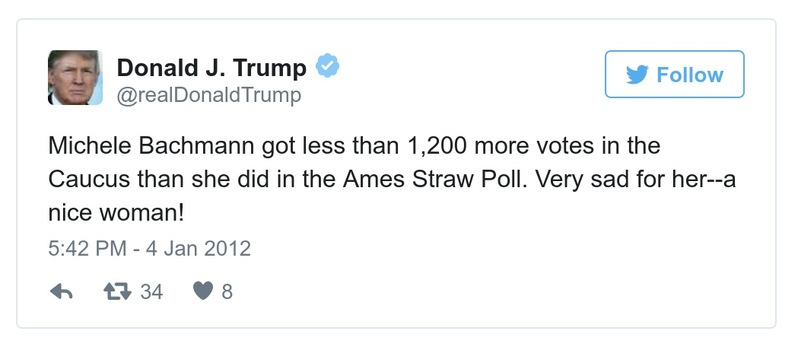 Donald J. Trump
@realDonaldTrump
Follow
Michele Bachmann got less than 1,200 more votes in the
Caucus than she did in the Ames Straw Poll. Very sad for her--a
nice woman!
5:42 PM - 4 Jan 2012
34
8